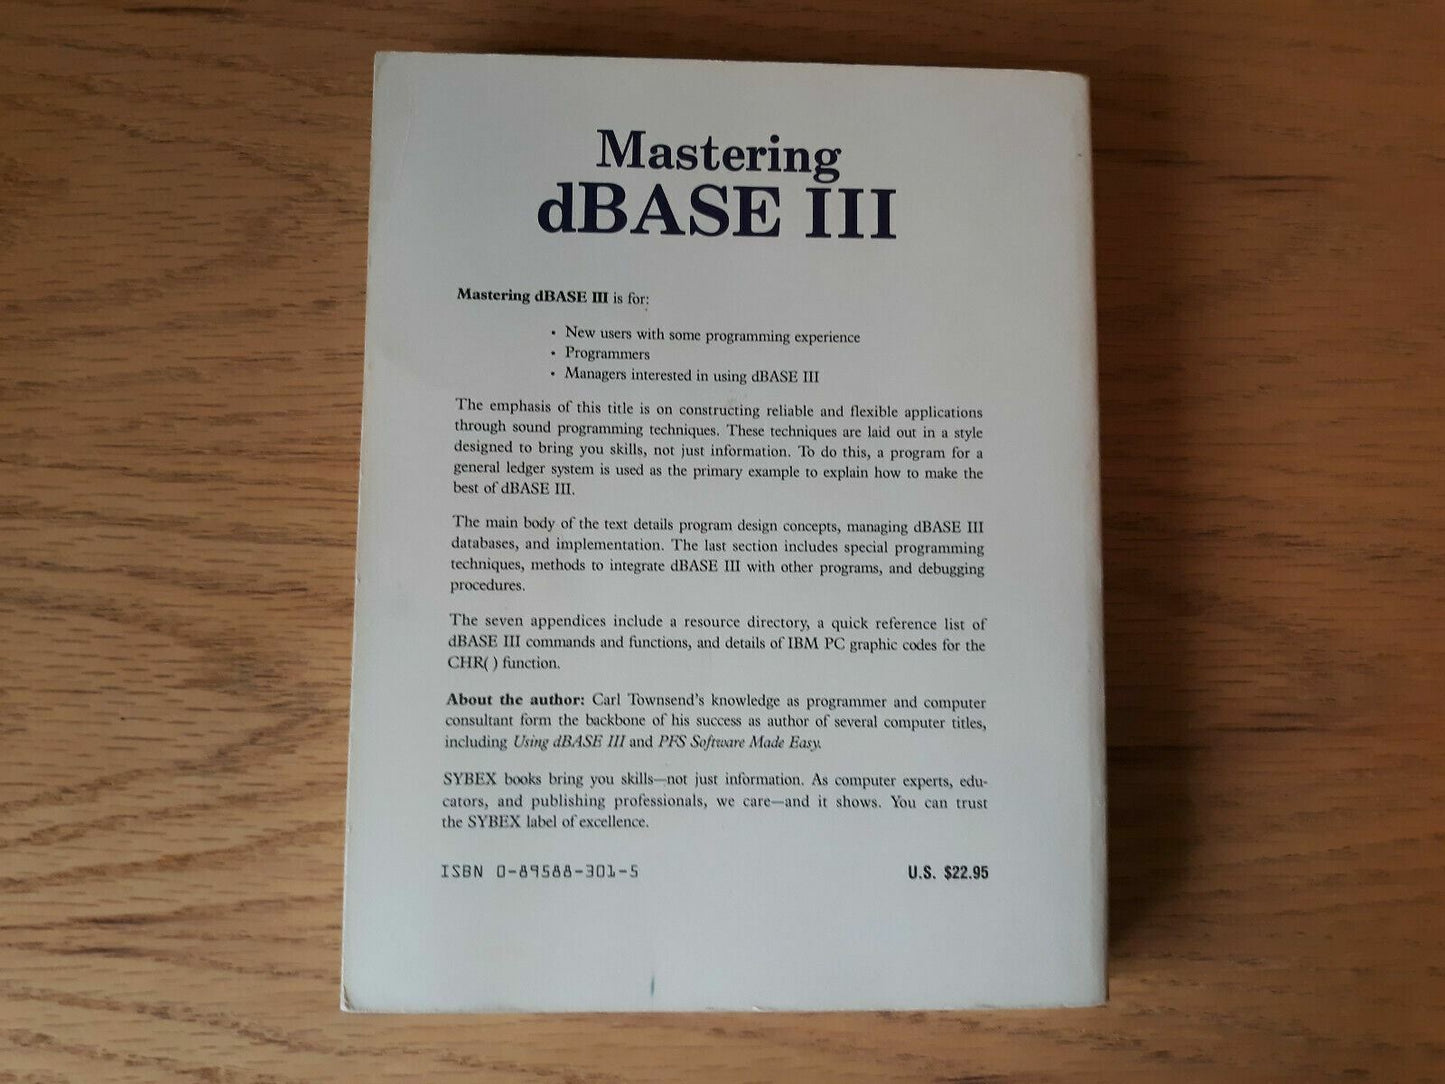 Mastering
dBASE III
Mastering dBASE III is for:
• New users with some programming experience
• Programmers
• Managers interested in using dBASE III
The emphasis of this title is on constructing reliable and flexible applications
through sound programming techniques. These techniques are laid out in a style
designed to bring you skills, not just information. To do this, a program for a
general ledger system is used as the primary example to explain how to make the
best of dBASE III.
The main body of the text details program design concepts, managing dBASE III
databases, and implementation. The last section includes special programming
techniques, methods to integrate dBASE III with other programs, and debugging
procedures.
The seven appendices include a resource directory, a quick reference list of
dBASE III commands and functions, and details of IBM PC graphic codes for the
CHR( ) function.
About the author: Carl Townsend's knowledge as programmer and computer
consultant form the backbone of his success as author of several computer titles,
including Using dBASE III and PFS Software Made Easy.
SYBEX books bring you skills—not just information. As computer experts, edu-
cators, and publishing professionals, we care—and it shows. You can trust
the SYBEX label of excellence.
ISBN 0-89588-301-5
U.S. $22.95